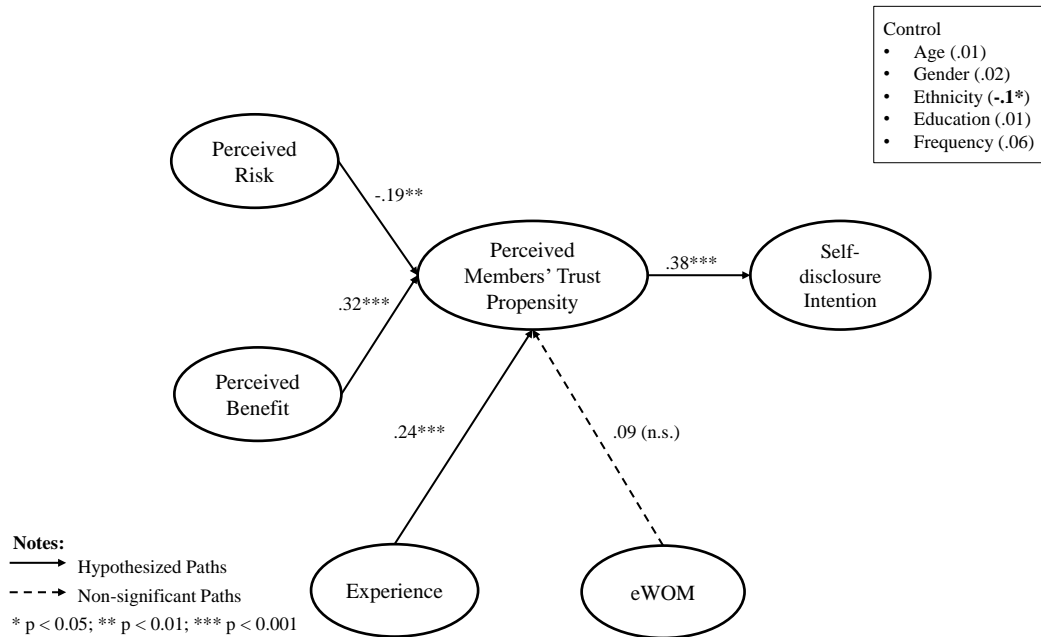 Control
• Age (.01)
• Gender (.02)
• Ethnicity (-.1*)
• Education (.01)
• Frequency (.06)
Perceived
Risk
-.19**
Perceived
Members’ Trust
Propensity
.38***
Self-
disclosure
Intention
.32***
Perceived
Benefit
.24***
.09 (n.s.)
Notes:
Hypothesized Paths
Non-significant Paths
* p < 0.05; ** p < 0.01; *** p < 0.001
Experience
eWOM